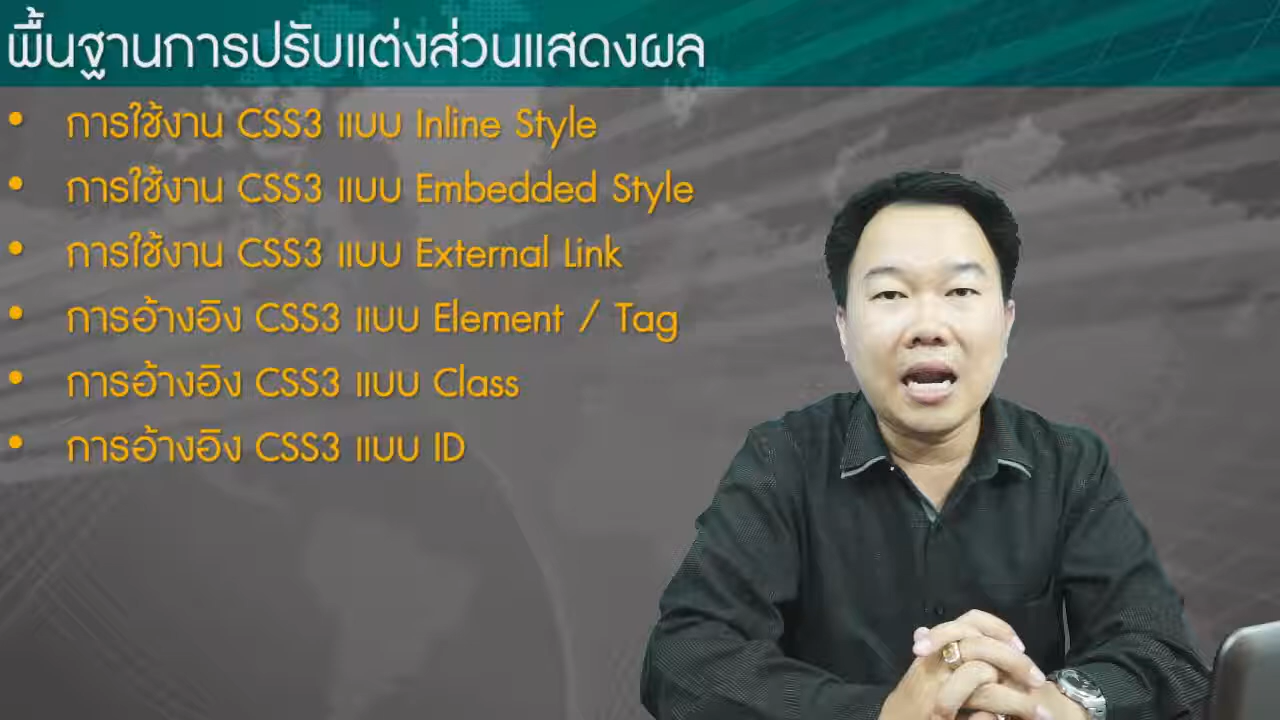 พื้นฐานการปรับแต่งส่วนแสดงผล
• การใช้งาน CSS3 แบบ Inline Style
• การใช้งาน CSS3 แบบ Embedded Style
• การใช้งาน CSS3 แบบ External Link
• การอ้างอิง CSS3 แบบ Element / Tag
• การอ้างอิง CSS3 แบบ Class
• การอ้างอิง CSS3 แบบ ID